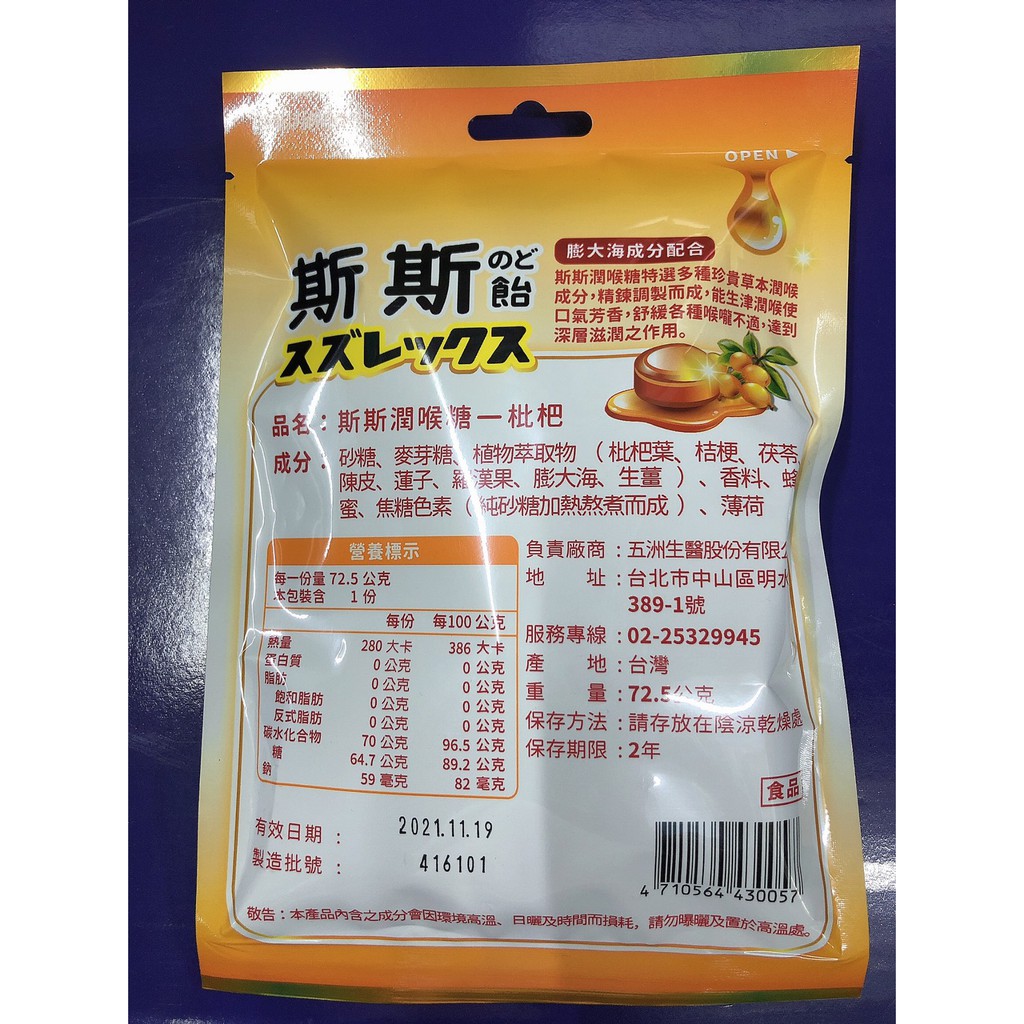 OPEN
斯斯のど飴
スズレックス
膨大海成分配合
斯斯潤喉糖特選多種珍貴草本潤喉
成分，精鍊調製而成，能生津潤喉使
口氣芳香，舒緩各種喉嚨不適，達到
深層滋潤之作用。
品名：斯斯潤喉糖－枇杷
成分：砂糖、麥芽糖、植物萃取物（枇杷葉、桔梗、茯苓、
陳皮、蓮子、羅漢果、膨大海、生薑）、香料、蜂
蜜、焦糖色素（純砂糖加熱熬煮而成）、薄荷
營養標示
每一份量 72.5 公克
本包裝含 1 份
每份 每100 公克
熱量 280 大卡 386 大卡
蛋白質 0 公克 0 公克
脂肪 0 公克 0 公克
飽和脂肪 0 公克 0 公克
反式脂肪 0 公克 0 公克
碳水化合物 70 公克 96.5 公克
糖 64.7 公克 89.2 公克
鈉 59 毫克 82 毫克
負責廠商：五洲生醫股份有限公
地址：台北市中山區明水
389-1號
服務專線：02-25329945
產地：台灣
重量：72.5公克
保存方法：請存放在陰涼乾燥處
保存期限：2年
食品
有效日期： 2021.11.19
製造批號： 416101
4 710564 430057
敬告：本產品內含之成分會因環境高溫、日曬及時間而損耗，請勿曝曬及置於高溫處。